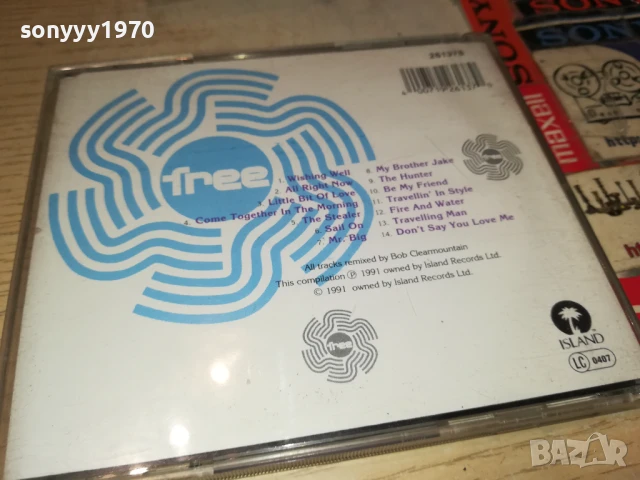 sonyyy1970
261375
free
1. Wishing Well
2. All Right Now
3. Little Bit Of Love
4. Come Together In The Morning
5. The Stealer
6. Sail On
7. Mr. Big
8. My Brother Jake
9. The Hunter
10. Be My Friend
11. Travellin' In Style
12. Fire And Water
13. Travelling Man
14. Don't Say You Love Me
All tracks remixed by Bob Clearmountain
This compilation ℗ 1991 owned by Island Records Ltd.
© 1991 owned by Island Records Ltd.
free
ISLAND
LC 0407
SONY
SONY
maxell
http
BAZAR